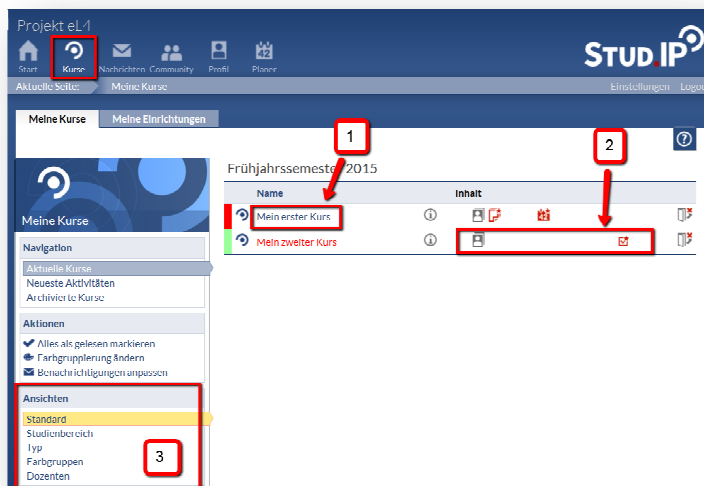 Projekt eL4
Start Kurse Nachrichten Community Profil Planer
42
STUD.IP
Aktuelle Seite: Meine Kurse Einstellungen Logou
Meine Kurse Meine Einrichtungen
1
2
?
Frühjahrssemester 2015
Name Inhalt
Mein erster Kurs
Mein zweiter Kurs
Meine Kurse
Navigation
Aktuelle Kurse
Neueste Aktivitäten
Archivierte Kurse
Aktionen
Alles als gelesen markieren
Farbgruppierung ändern
Benachrichtigungen anpassen
Ansichten
Standard
Studienbereich
Typ
Farbgruppen
Dozenten
3